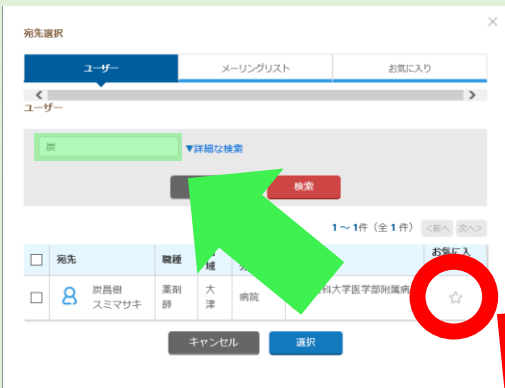 宛先選択
ユーザー メーリングリスト お気に入り
ユーザー
炭 ▼詳細な検索
検索
1 ~ 1件 (全 1 件) <前へ 次へ>
宛先 職種 域 お気に入
炭昌樹 薬剤師 大津 病院 科大学医学部附属病
スミマサキ
キャンセル 選択